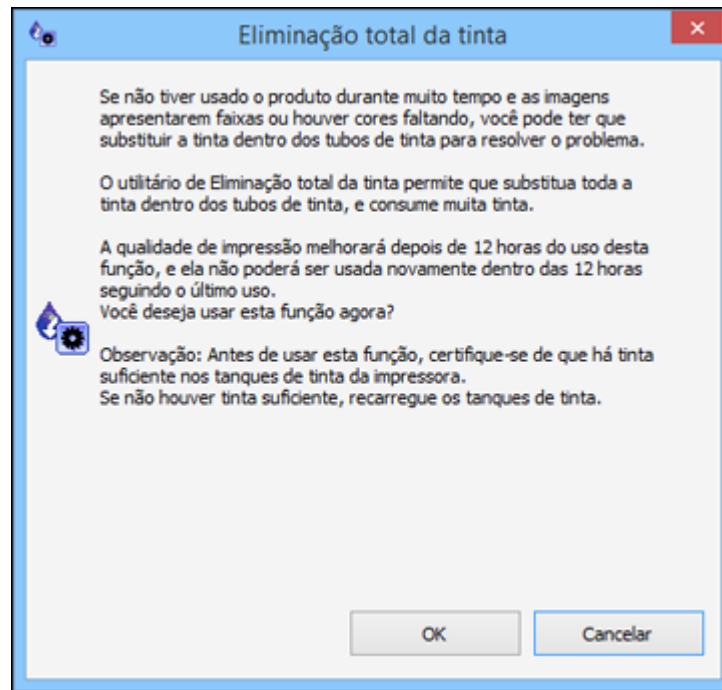 Eliminação total da tinta
Se não tiver usado o produto durante muito tempo e as imagens
apresentarem faixas ou houver cores faltando, você pode ter que
substituir a tinta dentro dos tubos de tinta para resolver o problema.
O utilitário de Eliminação total da tinta permite que substitua toda a
tinta dentro dos tubos de tinta, e consume muita tinta.
A qualidade de impressão melhorará depois de 12 horas do uso desta
função, e ela não poderá ser usada novamente dentro das 12 horas
seguindo o último uso.
Você deseja usar esta função agora?
Observação: Antes de usar esta função, certifique-se de que há tinta
suficiente nos tanques de tinta da impressora.
Se não houver tinta suficiente, recarregue os tanques de tinta.
OK
Cancelar